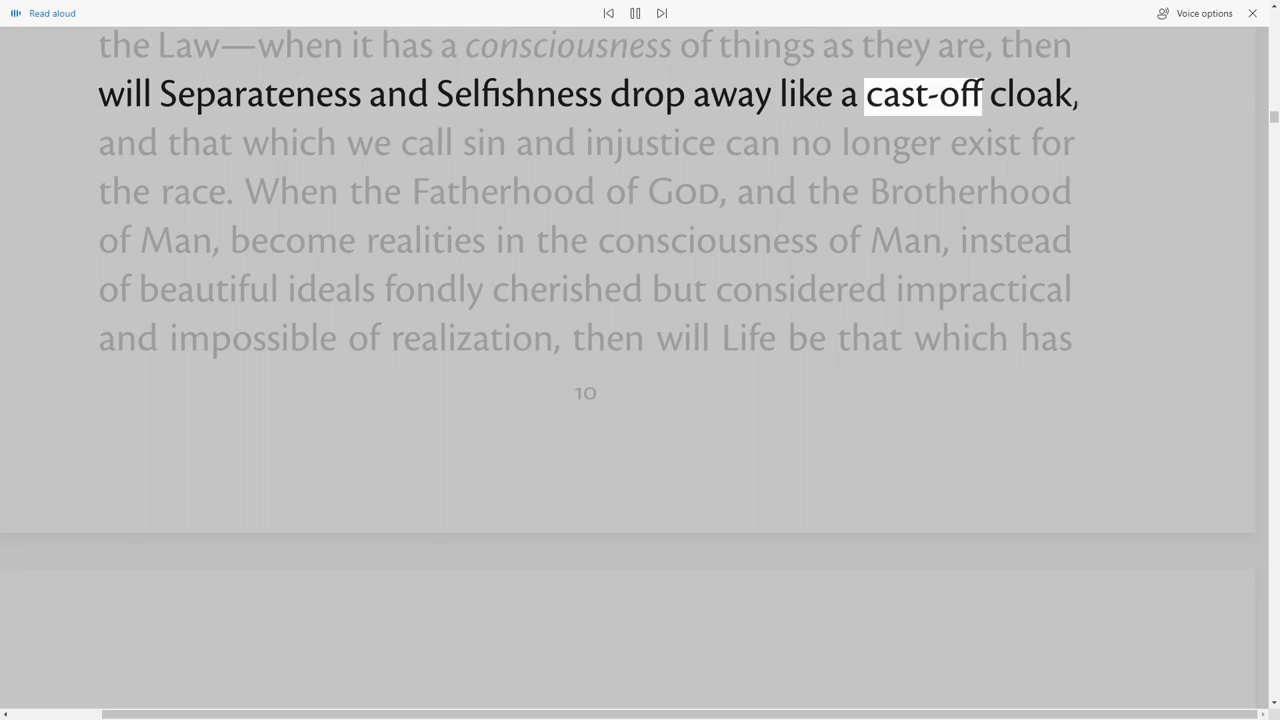 Read aloud
Voice options
the Law—when it has a consciousness of things as they are, then
will Separateness and Selfishness drop away like a cast-off cloak,
and that which we call sin and injustice can no longer exist for
the race. When the Fatherhood of God, and the Brotherhood
of Man, become realities in the consciousness of Man, instead
of beautiful ideals fondly cherished but considered impractical
and impossible of realization, then will Life be that which has
10